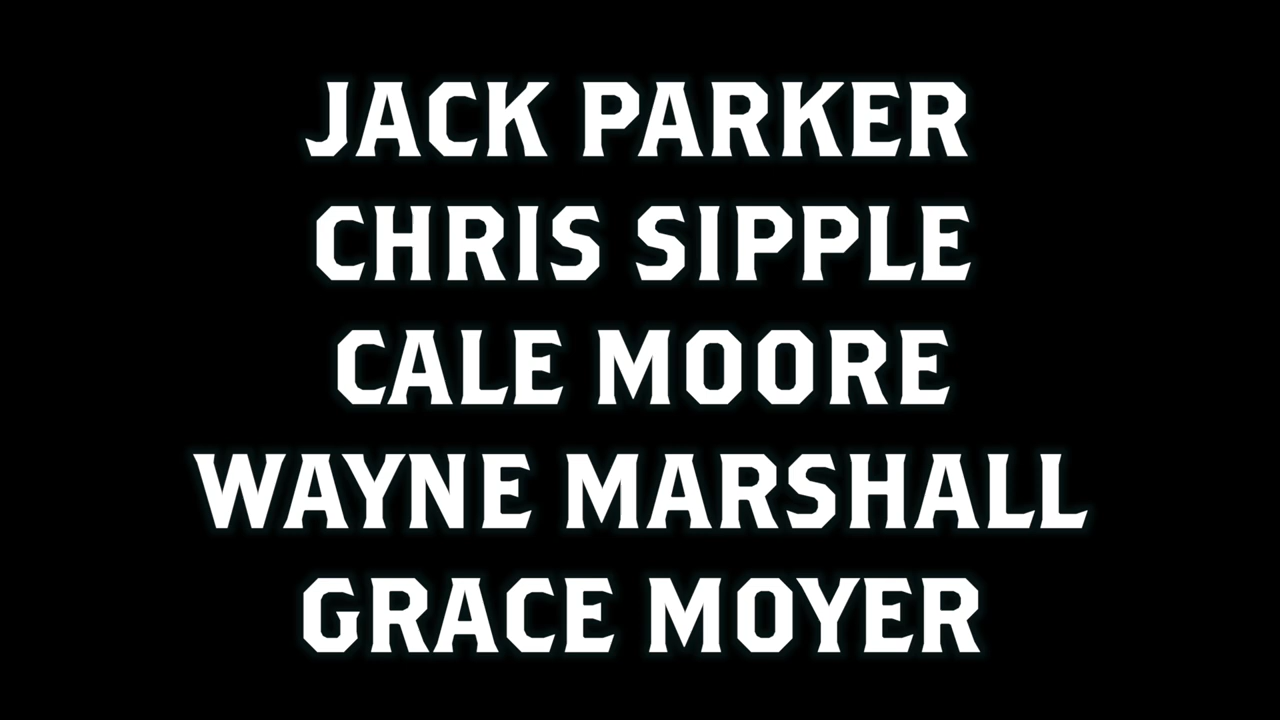 JACK PARKER
CHRIS SIPPLE
CALE MOORE
WAYNE MARSHALL
GRACE MOYER